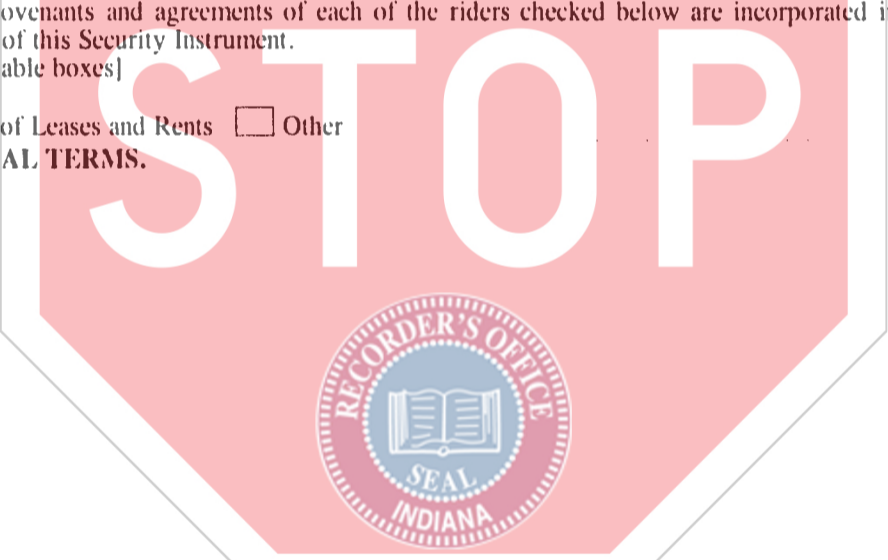 ovenants and agreements of each of the riders checked below are incorporated i
of this Security Instrument.
able boxes]
of Leases and Rents Other
AL TERMS.
STOP
RECORDER'S OFFICE
SEAL
INDIANA